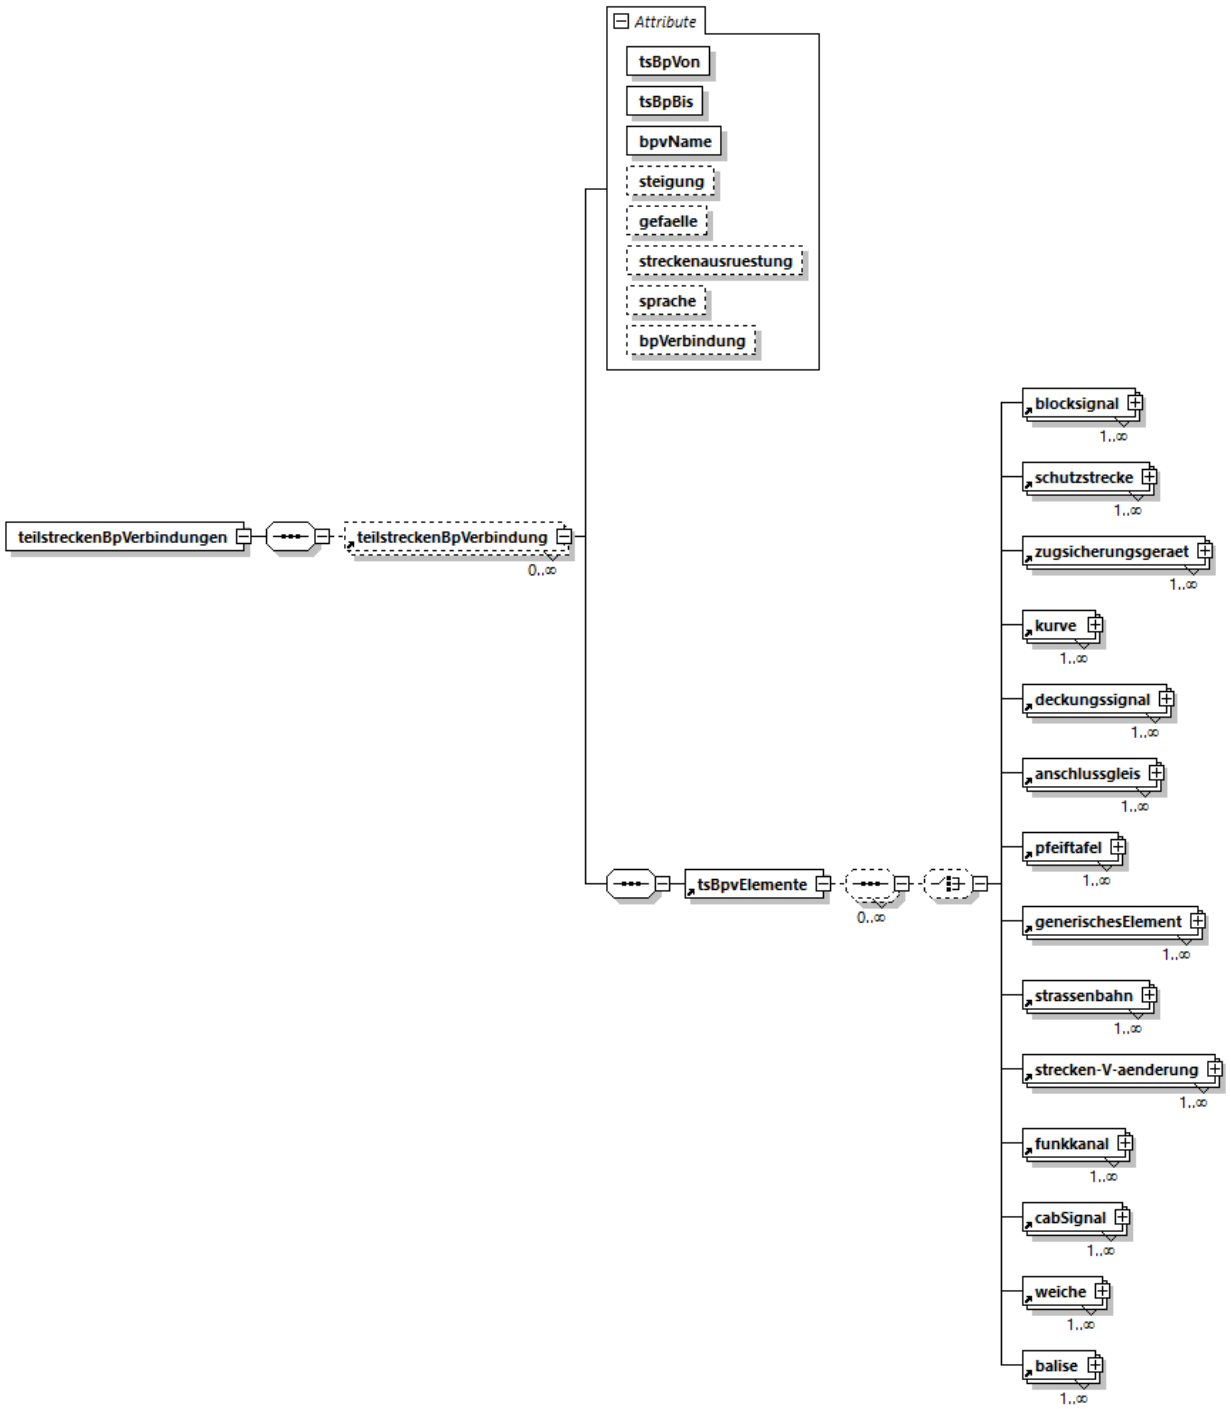 Attribute
tsBpVon
tsBpBis
bpvName
steigung
gefaelle
streckenausruestung
sprache
bpVerbindung
teilstreckenBpVerbindungen
teilstreckenBpVerbindung
0..∞
tsBpvElemente
0..∞
blocksignal
1..∞
schutzstrecke
1..∞
zugsicherungsgeraet
1..∞
kurve
1..∞
deckungssignal
1..∞
anschlussgleis
1..∞
pfeiftafel
1..∞
generischesElement
1..∞
strassenbahn
1..∞
strecken-V-aenderung
1..∞
funkkanal
1..∞
cabSignal
1..∞
weiche
1..∞
balise
1..∞